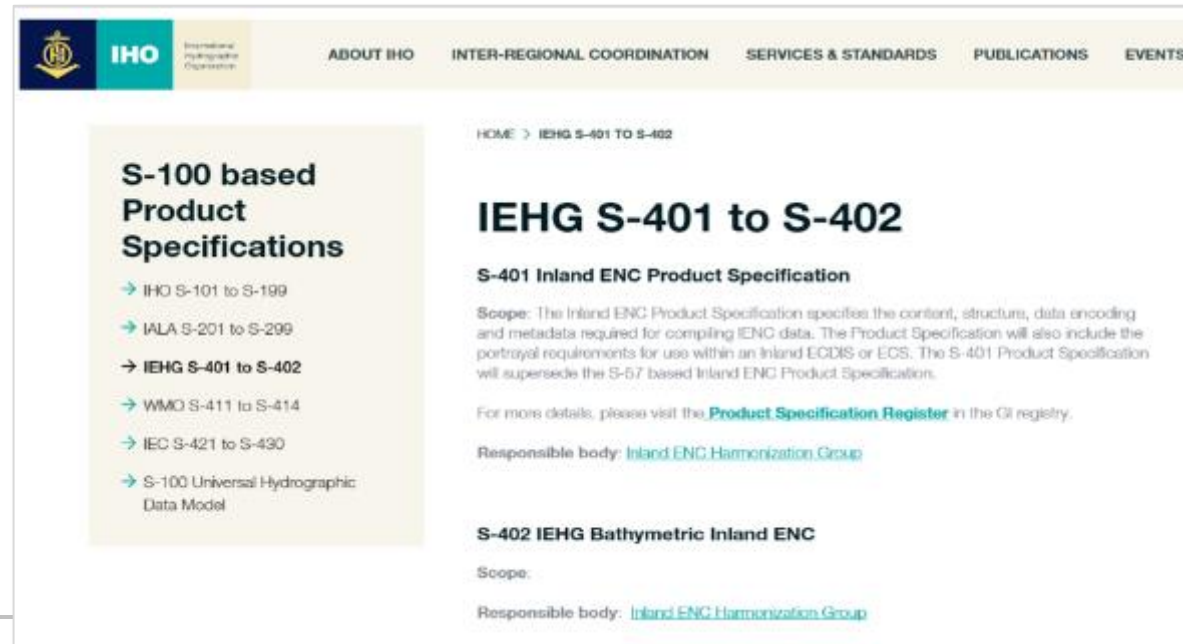 IHO
International
Hydrographic
Organization
ABOUT IHO
INTER-REGIONAL COORDINATION
SERVICES & STANDARDS
PUBLICATIONS
EVENTS
S-100 based
Product
Specifications
→ IHO S-101 to S-199
→ IALA S-201 to S-299
→ IEHG S-401 to S-402
→ WMO S-411 to S-414
→ IEC S-421 to S-430
→ S-100 Universal Hydrographic
Data Model
HOME > IEHG S-401 TO S-402
IEHG S-401 to S-402
S-401 Inland ENC Product Specification
Scope: The Inland ENC Product Specification specifies the content, structure, data encoding
and metadata required for compiling IENC data. The Product Specification will also include the
portrayal requirements for use within an Inland ECDIS or ECS. The S-401 Product Specification
will supersede the S-57 based Inland ENC Product Specification.
For more details, please visit the Product Specification Register in the GI registry.
Responsible body: Inland ENC Harmonization Group
S-402 IEHG Bathymetric Inland ENC
Scope:
Responsible body: Inland ENC Harmonization Group